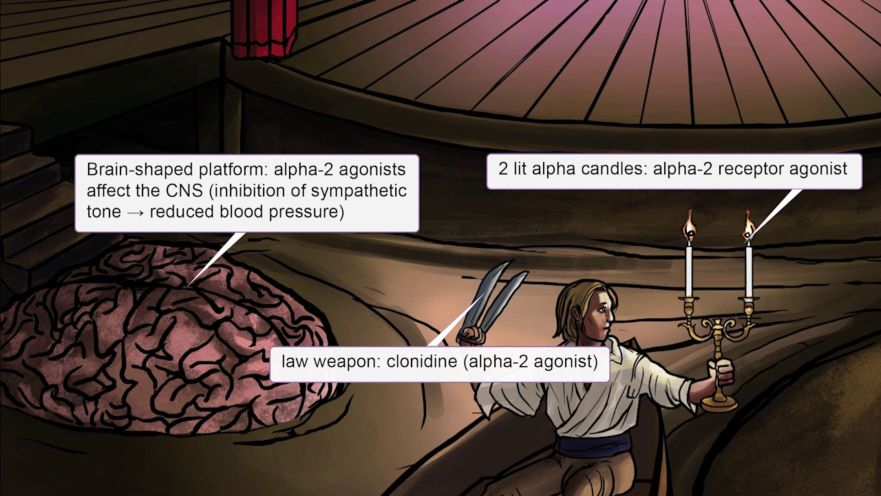 Brain-shaped platform: alpha-2 agonists
affect the CNS (inhibition of sympathetic
tone → reduced blood pressure)
2 lit alpha candles: alpha-2 receptor agonist
law weapon: clonidine (alpha-2 agonist)